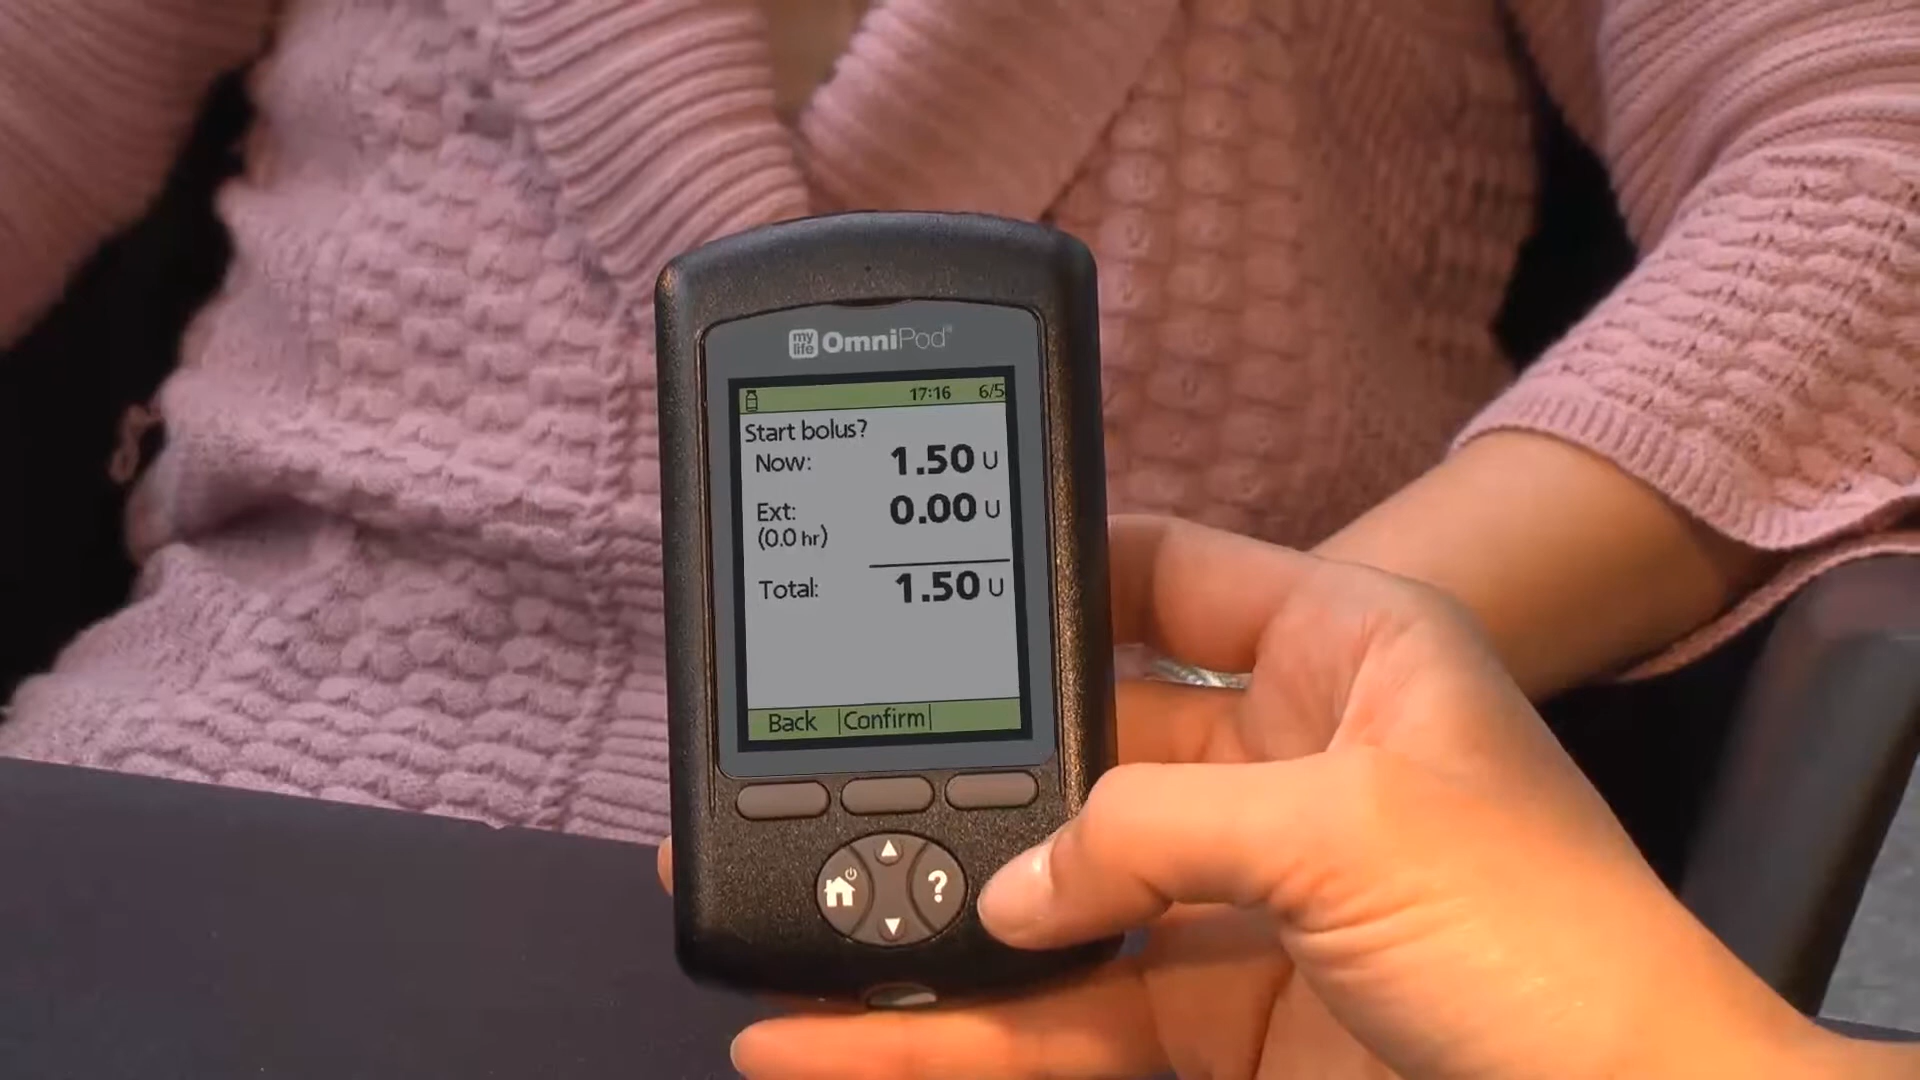 my life OmniPod®
17:16 6/5
Start bolus?
Now: 1.50 U
Ext: 0.00 U
(0.0 hr)
Total: 1.50 U
Back Confirm
?